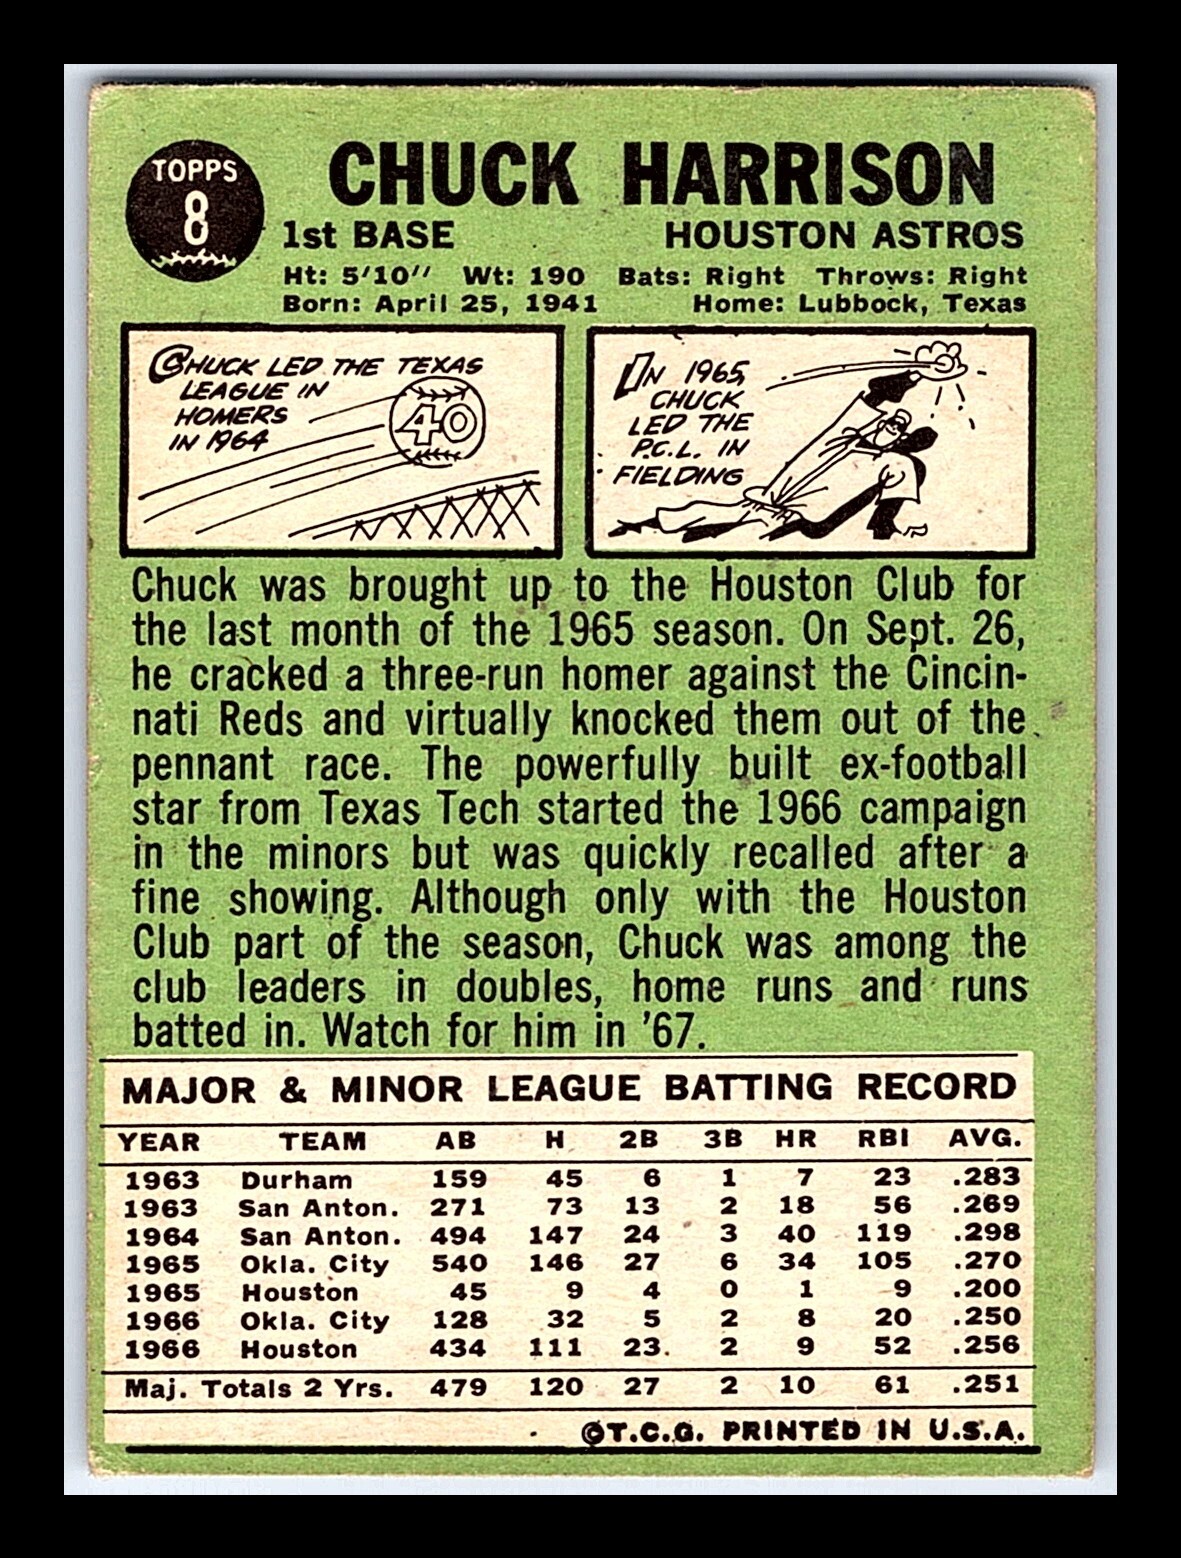 TOPPS
8
CHUCK HARRISON
1st BASE HOUSTON ASTROS
Ht: 5'10" Wt: 190 Bats: Right Throws: Right
Born: April 25, 1941 Home: Lubbock, Texas
CHUCK LED THE TEXAS
LEAGUE IN
HOMERS
IN 1964
40
IN 1965,
CHUCK
LED THE
P.C.L. IN
FIELDING
Chuck was brought up to the Houston Club for
the last month of the 1965 season. On Sept. 26,
he cracked a three-run homer against the Cincin-
nati Reds and virtually knocked them out of the
pennant race. The powerfully built ex-football
star from Texas Tech started the 1966 campaign
in the minors but was quickly recalled after a
fine showing. Although only with the Houston
Club part of the season, Chuck was among the
club leaders in doubles, home runs and runs
batted in. Watch for him in '67.
MAJOR & MINOR LEAGUE BATTING RECORD
YEAR TEAM AB H 2B 3B HR RBI AVG.
1963 Durham 159 45 6 1 7 23 .283
1963 San Anton. 271 73 13 2 18 56 .269
1964 San Anton. 494 147 24 3 40 119 .298
1965 Okla. City 540 146 27 6 34 105 .270
1965 Houston 45 9 4 0 1 9 .200
1966 Okla. City 128 32 5 2 8 20 .250
1966 Houston 434 111 23 2 9 52 .256
Maj. Totals 2 Yrs. 479 120 27 2 10 61 .251
©T.C.G. PRINTED IN U.S.A.